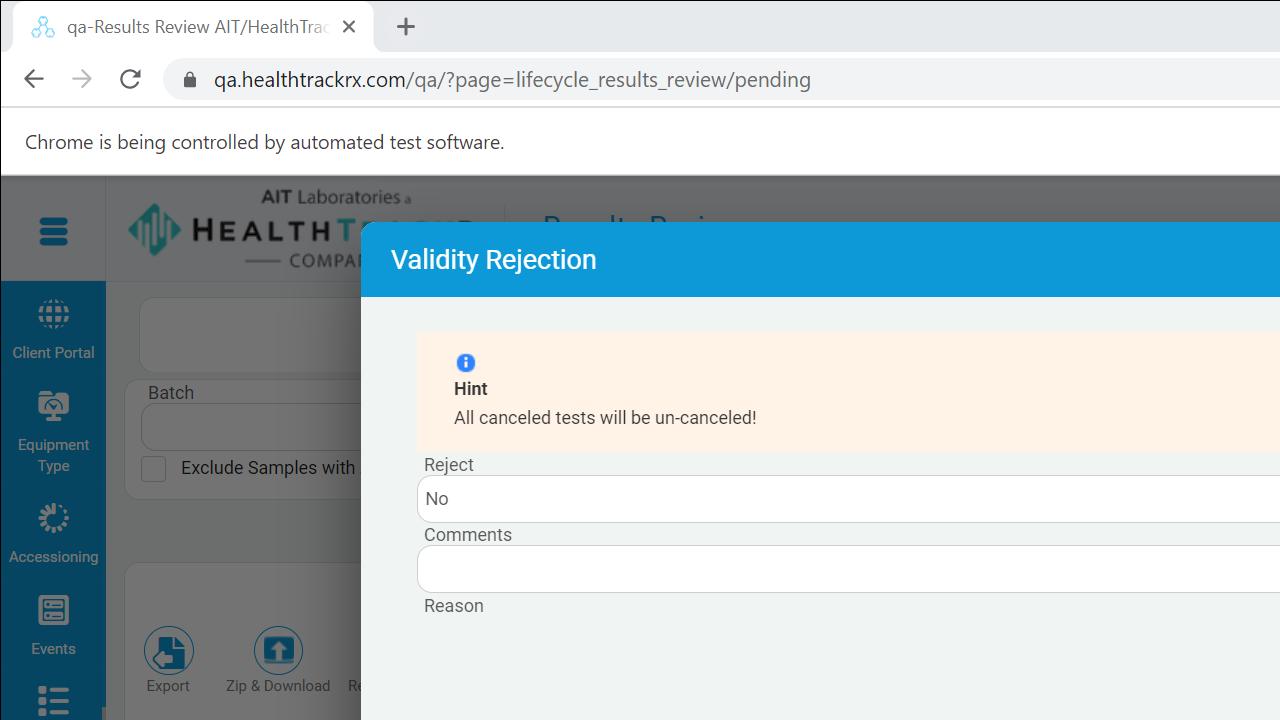 qa-Results Review AIT/HealthTrac
qa.healthtrackrx.com/qa/?page=lifecycle_results_review/pending
Chrome is being controlled by automated test software.
AIT Laboratories a
HEALTHT
COMPA
Results Revie
Validity Rejection
Client Portal
Hint
All canceled tests will be un-canceled!
Batch
Equipment
Type
Exclude Samples with
Reject
No
Comments
Accessioning
Reason
Events
Export
Zip & Download
Re